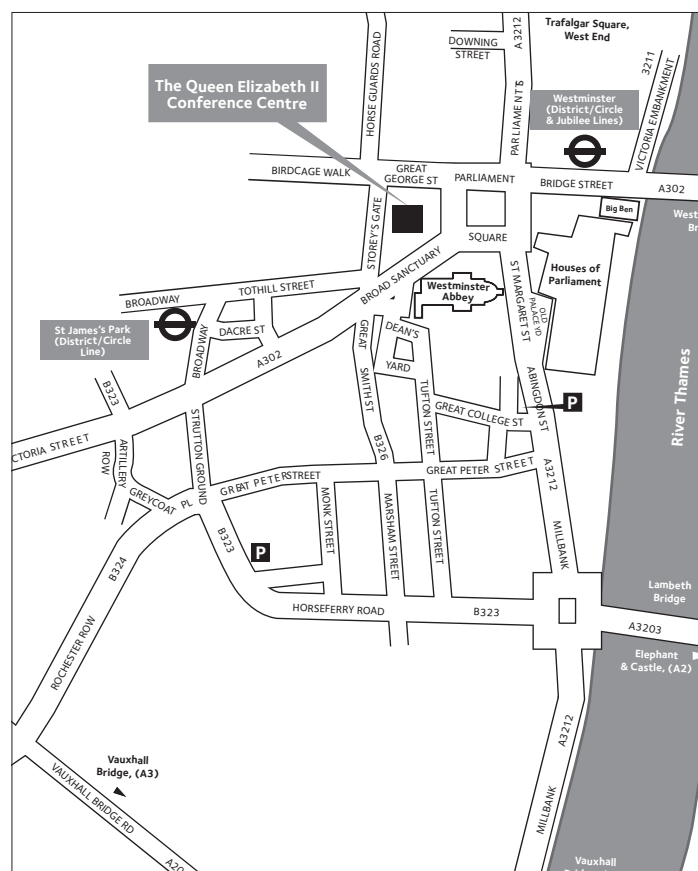 Trafalgar Square,
West End
A 3212
DOWNING
STREET
HORSE GUARDS ROAD
3211
VICTORIA EMBANKMENT
The Queen Elizabeth II
Conference Centre
PARLIAMENT S
Westminster
(District/Circle
& Jubilee Lines)
BIRDCAGE WALK
GREAT
GEORGE ST
PARLIAMENT
BRIDGE STREET
A302
Big Ben
West
Br
STOREY'S GATE
SQUARE
BROAD SANCTUARY
Houses of
Parliament
ST MARGARET ST
OLD
PALACE YD
Westminster
Abbey
TOTHILL STREET
BROADWAY
St James's Park
(District/Circle
Line)
BROADWAY
DACRE ST
A302
GREAT
SMITH ST
DEAN'S
YARD
River Thames
B323
TUFTON STREET
GREAT COLLEGE ST
ABINGDON ST
P
CTORIA STREET
ARTILLERY
ROW
STRUTTON GROUND
B326
GREYCOAT PL
GREAT PETER STREET
GREAT PETER STREET
A3212
MONK STREET
MARSHAM STREET
TUFTON STREET
MILLBANK
B323
P
B324
Lambeth
Bridge
HORSEFERRY ROAD
B323
A3203
ROCHESTER ROW
Elephant
& Castle, (A2)
A3212
Vauxhall
Bridge, (A3)
VAUXHALL BRIDGE RD
MILLBANK
A20
Vauxhall